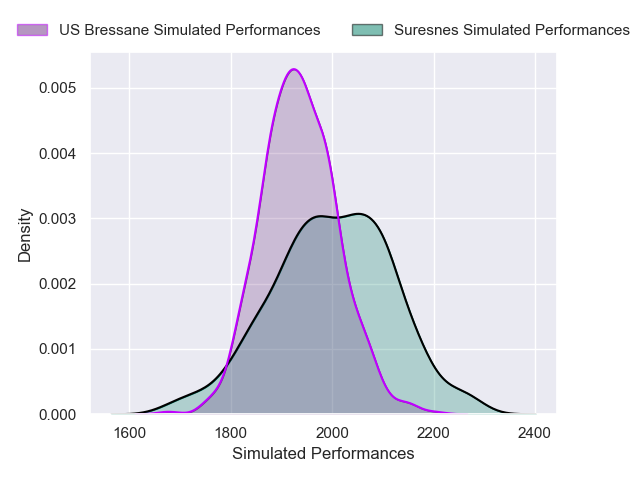 US Bressane Simulated Performances
Suresnes Simulated Performances
0.005
0.004
0.003
0.002
0.001
0.000
Density
1600
1800
2000
2200
2400
Simulated Performances